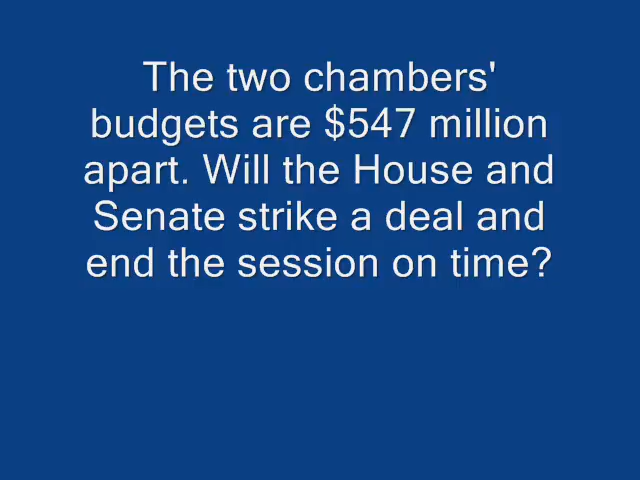 The two chambers'
budgets are $547 million
apart. Will the House and
Senate strike a deal and
end the session on time?